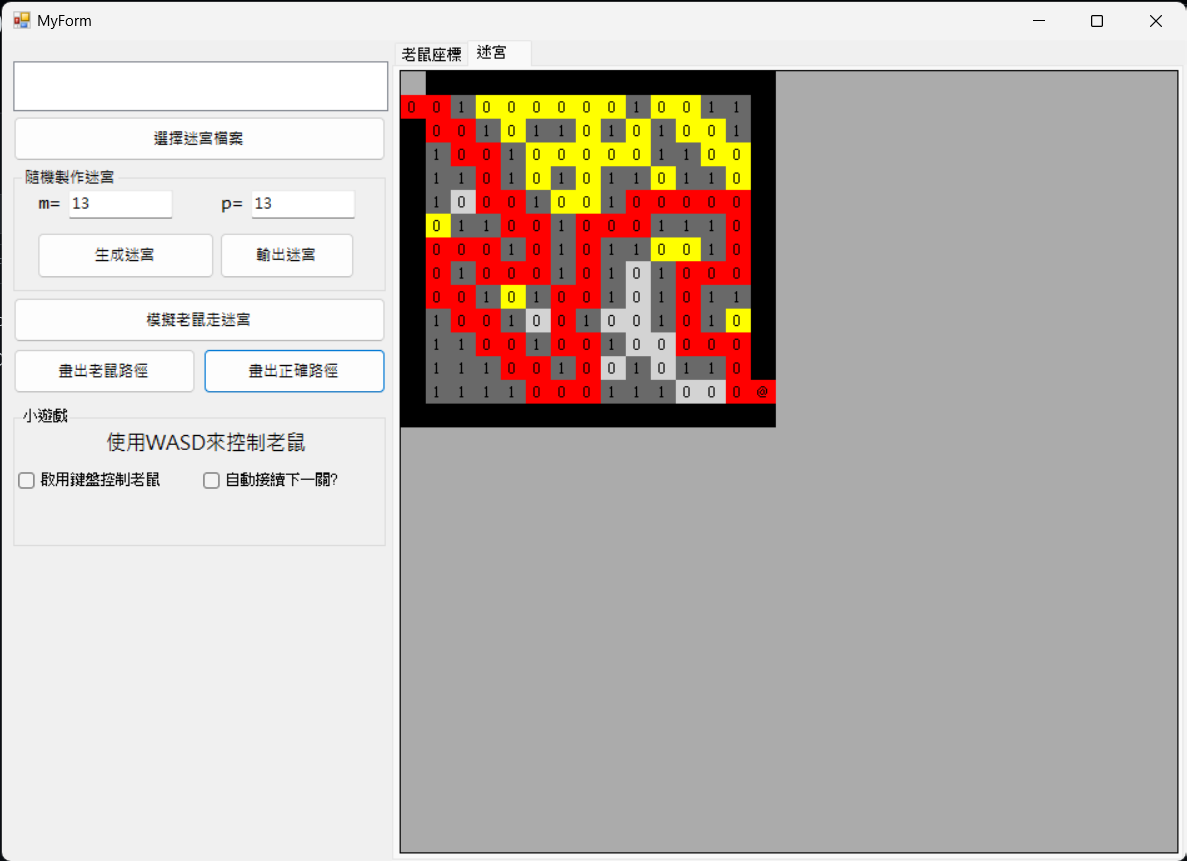 MyForm
老鼠座標 迷宮
選擇迷宮檔案
隨機製作迷宮
m= 13 p= 13
生成迷宮 輸出迷宮
模擬老鼠走迷宮
畫出老鼠路徑 畫出正確路徑
小遊戲
使用WASD來控制老鼠
啟用鍵盤控制老鼠 自動接續下一關?
0 0 1 0 0 0 0 0 0 1 0 0 1 1
0 0 1 0 1 1 0 1 0 1 0 0 1
1 0 0 1 0 0 0 0 0 1 1 0 0
1 1 0 1 0 1 0 1 1 0 1 1 0
1 0 0 0 1 0 0 1 0 0 0 0 0
0 1 1 0 0 1 0 0 0 1 1 1 0
0 0 0 1 0 1 0 1 1 0 0 1 0
0 1 0 0 0 1 0 1 0 1 0 0 0
0 0 1 0 1 0 0 1 0 1 0 1 1
1 0 0 1 0 0 1 0 0 1 0 1 0
1 1 0 0 1 0 0 1 0 0 0 0 0
1 1 1 0 0 1 0 0 1 0 1 1 0
1 1 1 1 0 0 0 1 1 1 0 0 0 @